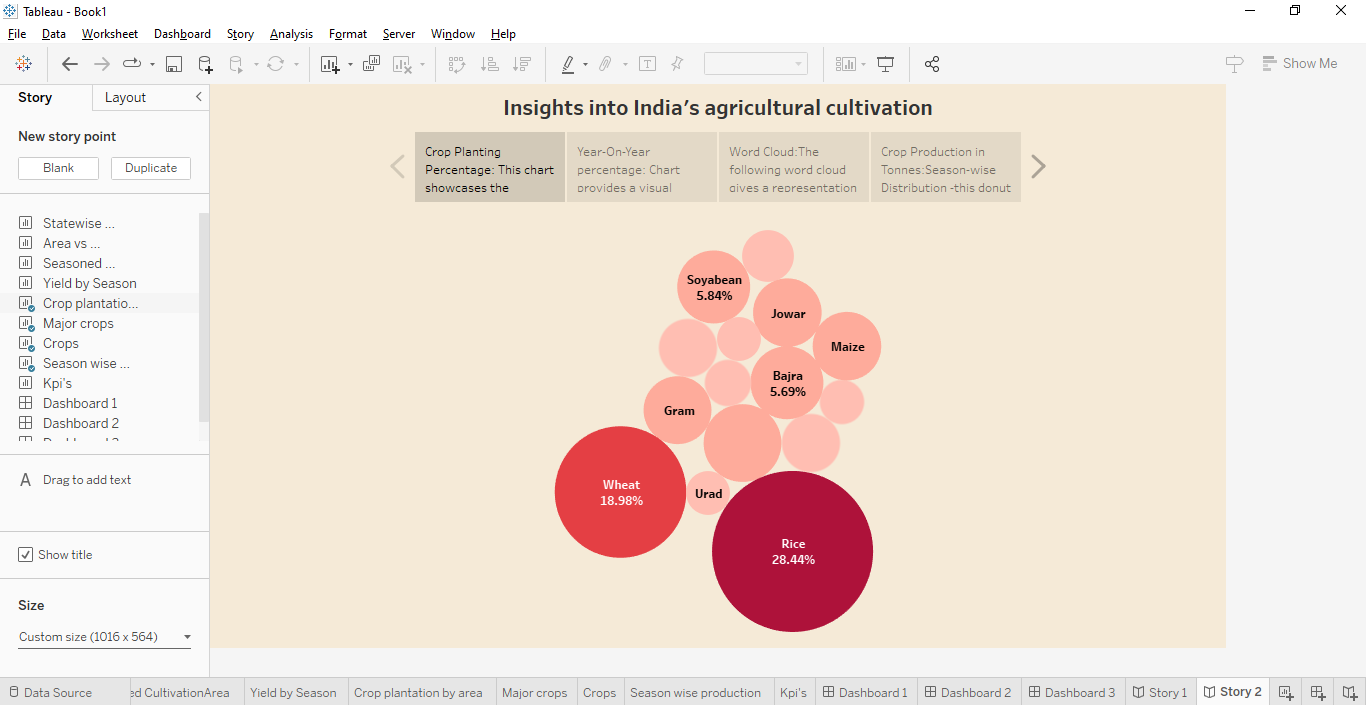 Tableau - Book1
File Data Worksheet Dashboard Story Analysis Format Server Window Help
Show Me
Story
Layout
New story point
Blank
Duplicate
Statewise ...
Area vs ...
Seasoned ...
Yield by Season
Crop plantatio...
Major crops
Crops
Season wise ...
Kpi's
Dashboard 1
Dashboard 2
A Drag to add text
Show title
Size
Custom size (1016 x 564)
Insights into India's agricultural cultivation
Crop Planting
Percentage: This chart
showcases the
Year-On-Year
percentage: Chart
provides a visual
Word Cloud:The
following word cloud
gives a representation
Crop Production in
Tonnes:Season-wise
Distribution -this donut
Soyabean
5.84%
Jowar
Maize
Bajra
5.69%
Gram
Wheat
18.98%
Urad
Rice
28.44%
Data Source
ed CultivationArea
Yield by Season
Crop plantation by area
Major crops
Crops
Season wise production
Kpi's
Dashboard 1
Dashboard 2
Dashboard 3
Story 1
Story 2